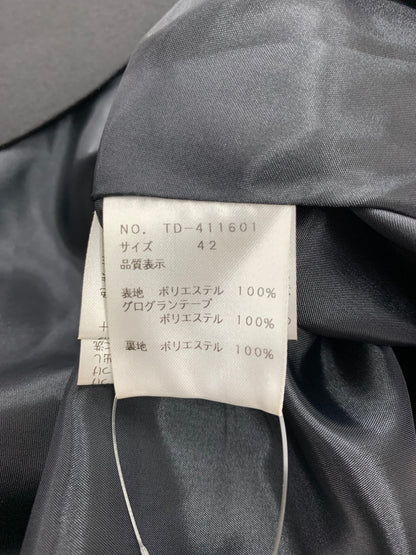 NO. TD-411601
サイズ 42
品質表示
表地 ポリエステル 100%
グログランテープ
ポリエステル 100%
裏地 ポリエステル 100%